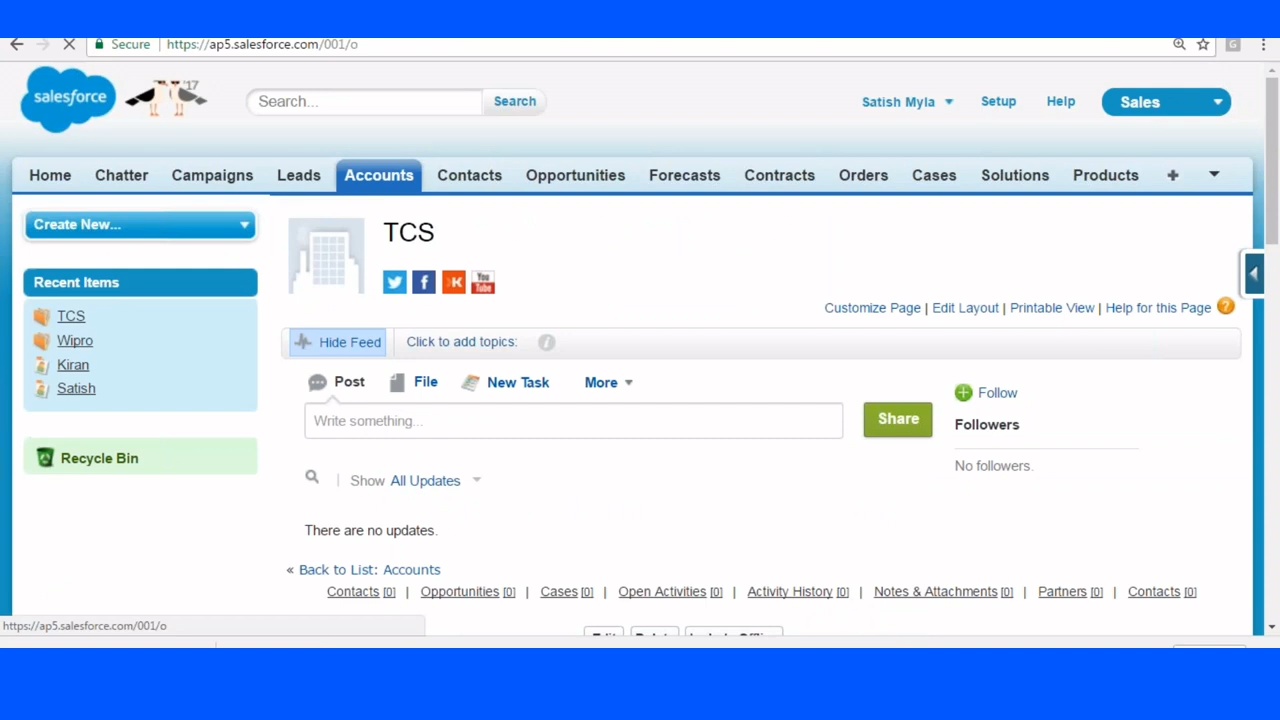 Secure https://ap5.salesforce.com/001/o
salesforce '17 Search... Search Satish Myla Setup Help Sales
Home Chatter Campaigns Leads Accounts Contacts Opportunities Forecasts Contracts Orders Cases Solutions Products +
Create New...
TCS
Recent Items
TCS
Wipro
Kiran
Satish
Recycle Bin
You Tube
Customize Page | Edit Layout | Printable View | Help for this Page ?
Hide Feed Click to add topics: i
Post File New Task More
Write something... Share
Follow
Followers
No followers.
Show All Updates
There are no updates.
« Back to List: Accounts
Contacts [0] | Opportunities [0] | Cases [0] | Open Activities [0] | Activity History [0] | Notes & Attachments [0] | Partners [0] | Contacts [0]
https://ap5.salesforce.com/001/o